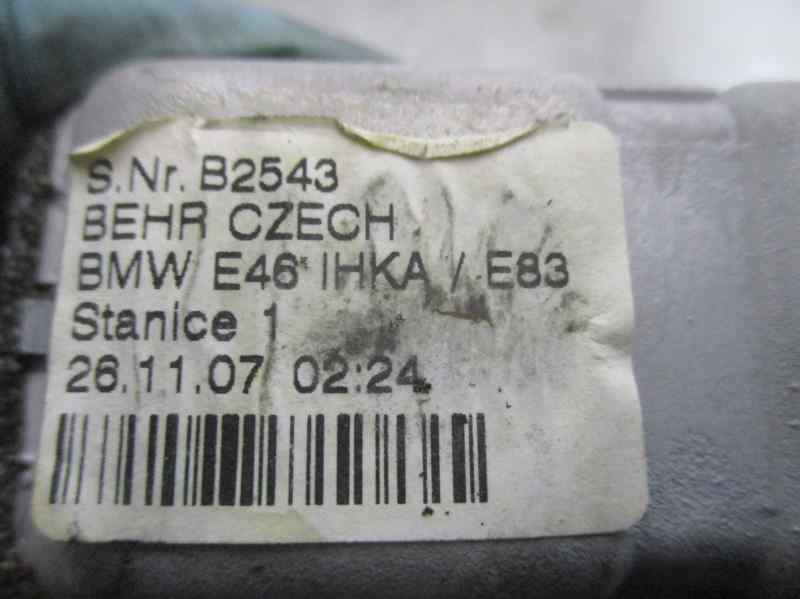 S.Nr. B2543
BEHR CZECH
BMW E46 IHKA / E83
Stanice 1
26.11.07 02:24